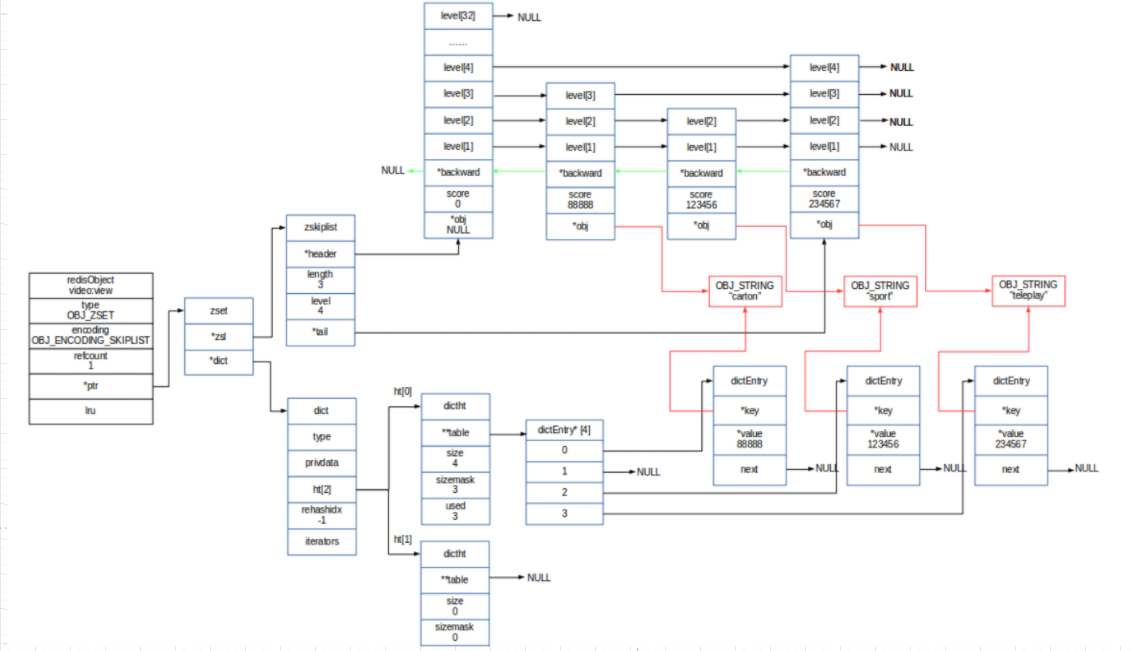 level[32]
NULL
......
level[4]
level[4]
NULL
level[3]
level[3]
level[3]
NULL
level[2]
level[2]
level[2]
level[2]
NULL
level[1]
level[1]
level[1]
level[1]
NULL
NULL
*backward
*backward
*backward
*backward
score
0
score
88888
score
123456
score
234567
*obj
NULL
*obj
*obj
*obj
zskiplist
*header
length
3
level
4
*tail
redisObject
video:view
type
OBJ_ZSET
encoding
OBJ_ENCODING_SKIPLIST
refcount
1
*ptr
lru
zset
*zsl
*dict
OBJ_STRING
"carton"
OBJ_STRING
"sport"
OBJ_STRING
"teleplay"
dict
type
privdata
ht[2]
rehashidx
-1
iterators
ht[0]
dictht
**table
size
4
sizemask
3
used
3
dictEntry* [4]
0
1
NULL
2
3
dictEntry
*key
*value
88888
next
NULL
dictEntry
*key
*value
123456
next
NULL
dictEntry
*key
*value
234567
next
NULL
ht[1]
dictht
**table
NULL
size
0
sizemask
0